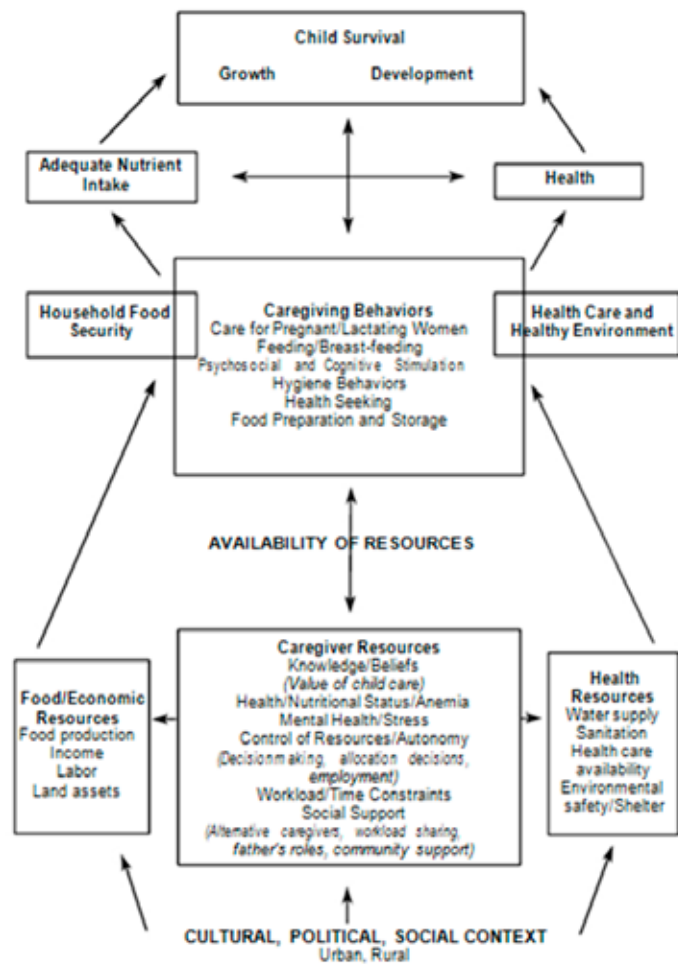 Child Survival
Growth Development
Adequate Nutrient
Intake
Health
Household Food
Security
Caregiving Behaviors
Care for Pregnant/Lactating Women
Feeding/Breast-feeding
Psychosocial and Cognitive Stimulation
Hygiene Behaviors
Health Seeking
Food Preparation and Storage
Health Care and
Healthy Environment
AVAILABILITY OF RESOURCES
Food/Economic
Resources
Food production
Income
Labor
Land assets
Caregiver Resources
Knowledge/Beliefs
(Value of child care)
Health/Nutritional Status/Anemia
Mental Health/Stress
Control of Resources/Autonomy
(Decisionmaking, allocation decisions,
employment)
Workload/Time Constraints
Social Support
(Alternative caregivers, workload sharing,
father's roles, community support)
Health
Resources
Water supply
Sanitation
Health care
availability
Environmental
safety/Shelter
CULTURAL, POLITICAL, SOCIAL CONTEXT
Urban, Rural